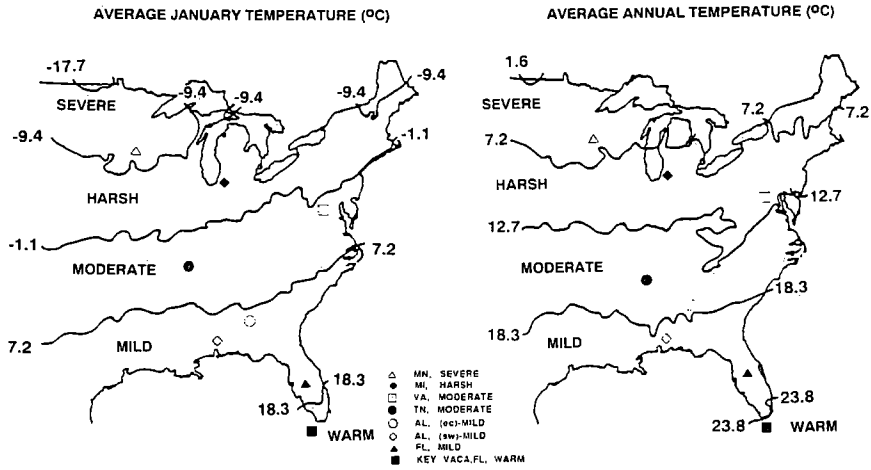 AVERAGE JANUARY TEMPERATURE (ºC)
-17.7
SEVERE
-9.4
-9.4
-9.4
-9.4
-9.4
-1.1
HARSH
-1.1
MODERATE
7.2
7.2
MILD
18.3
18.3
WARM
MN, SEVERE
MI, HARSH
VA, MODERATE
TN, MODERATE
AL, (ec)-MILD
AL, (sw)-MILD
FL, MILD
KEY VACA, FL, WARM
AVERAGE ANNUAL TEMPERATURE (ºC)
1.6
SEVERE
7.2
7.2
7.2
HARSH
12.7
12.7
MODERATE
18.3
18.3
MILD
23.8
23.8
WARM